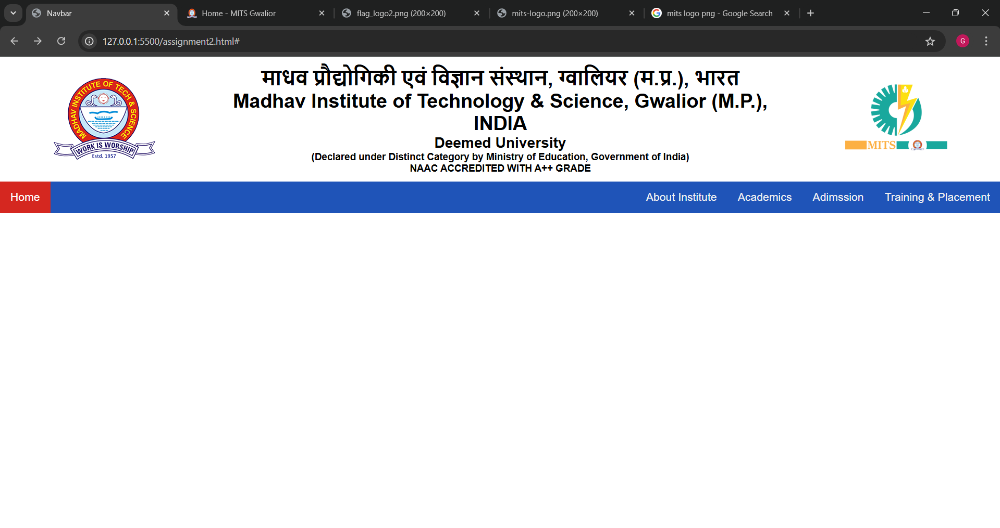 Navbar
Home - MITS Gwalior
flag_logo2.png (200×200)
mits-logo.png (200×200)
mits logo png - Google Search
127.0.0.1:5500/assignment2.html#
G
MADHAV INSTITUTE OF TECH & SCIENCE
WORK IS WORSHIP
Estd. 1957
माधव प्रौद्योगिकी एवं विज्ञान संस्थान, ग्वालियर (म.प्र.), भारत
Madhav Institute of Technology & Science, Gwalior (M.P.),
INDIA
Deemed University
(Declared under Distinct Category by Ministry of Education, Government of India)
NAAC ACCREDITED WITH A++ GRADE
MITS
Home
About Institute
Academics
Adimssion
Training & Placement